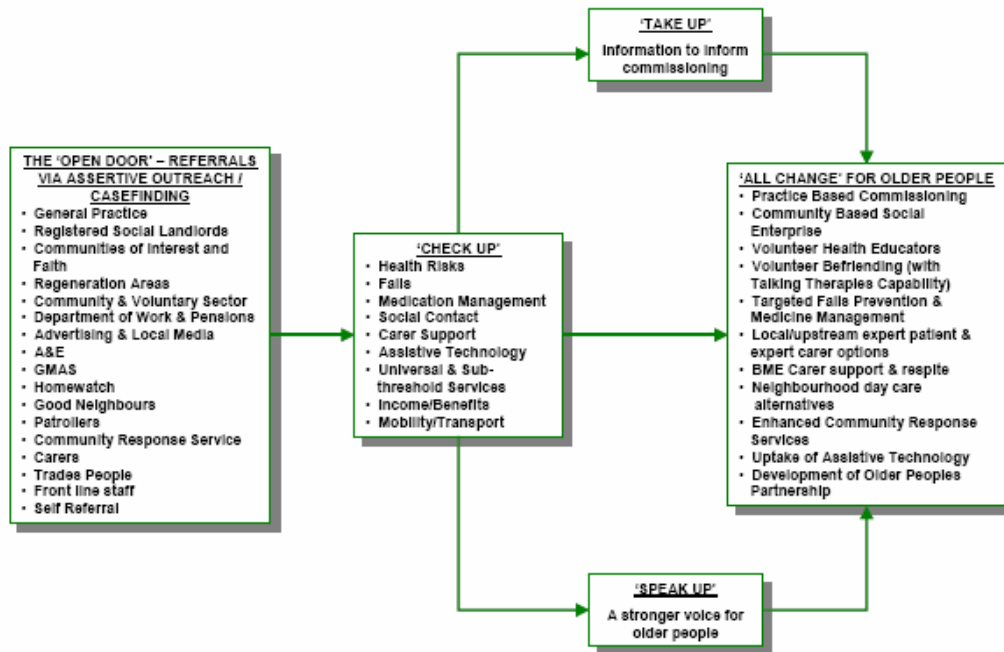 THE 'OPEN DOOR' – REFERRALS
VIA ASSERTIVE OUTREACH /
CASEFINDING
• General Practice
• Registered Social Landlords
• Communities of Interest and
Faith
• Regeneration Areas
• Community & Voluntary Sector
• Department of Work & Pensions
• Advertising & Local Media
• A&E
• GMAS
• Homewatch
• Good Neighbours
• Patrollers
• Community Response Service
• Carers
• Trades People
• Front line staff
• Self Referral
'CHECK UP'
• Health Risks
• Falls
• Medication Management
• Social Contact
• Carer Support
• Assistive Technology
• Universal & Sub-
threshold Services
• Income/Benefits
• Mobility/Transport
'TAKE UP'
Information to inform
commissioning
'SPEAK UP'
A stronger voice for
older people
'ALL CHANGE' FOR OLDER PEOPLE
• Practice Based Commissioning
• Community Based Social
Enterprise
• Volunteer Health Educators
• Volunteer Befriending (with
Talking Therapies Capability)
• Targeted Falls Prevention &
Medicine Management
• Local/upstream expert patient &
expert carer options
• BME Carer support & respite
• Neighbourhood day care
alternatives
• Enhanced Community Response
Services
• Uptake of Assistive Technology
• Development of Older Peoples
Partnership